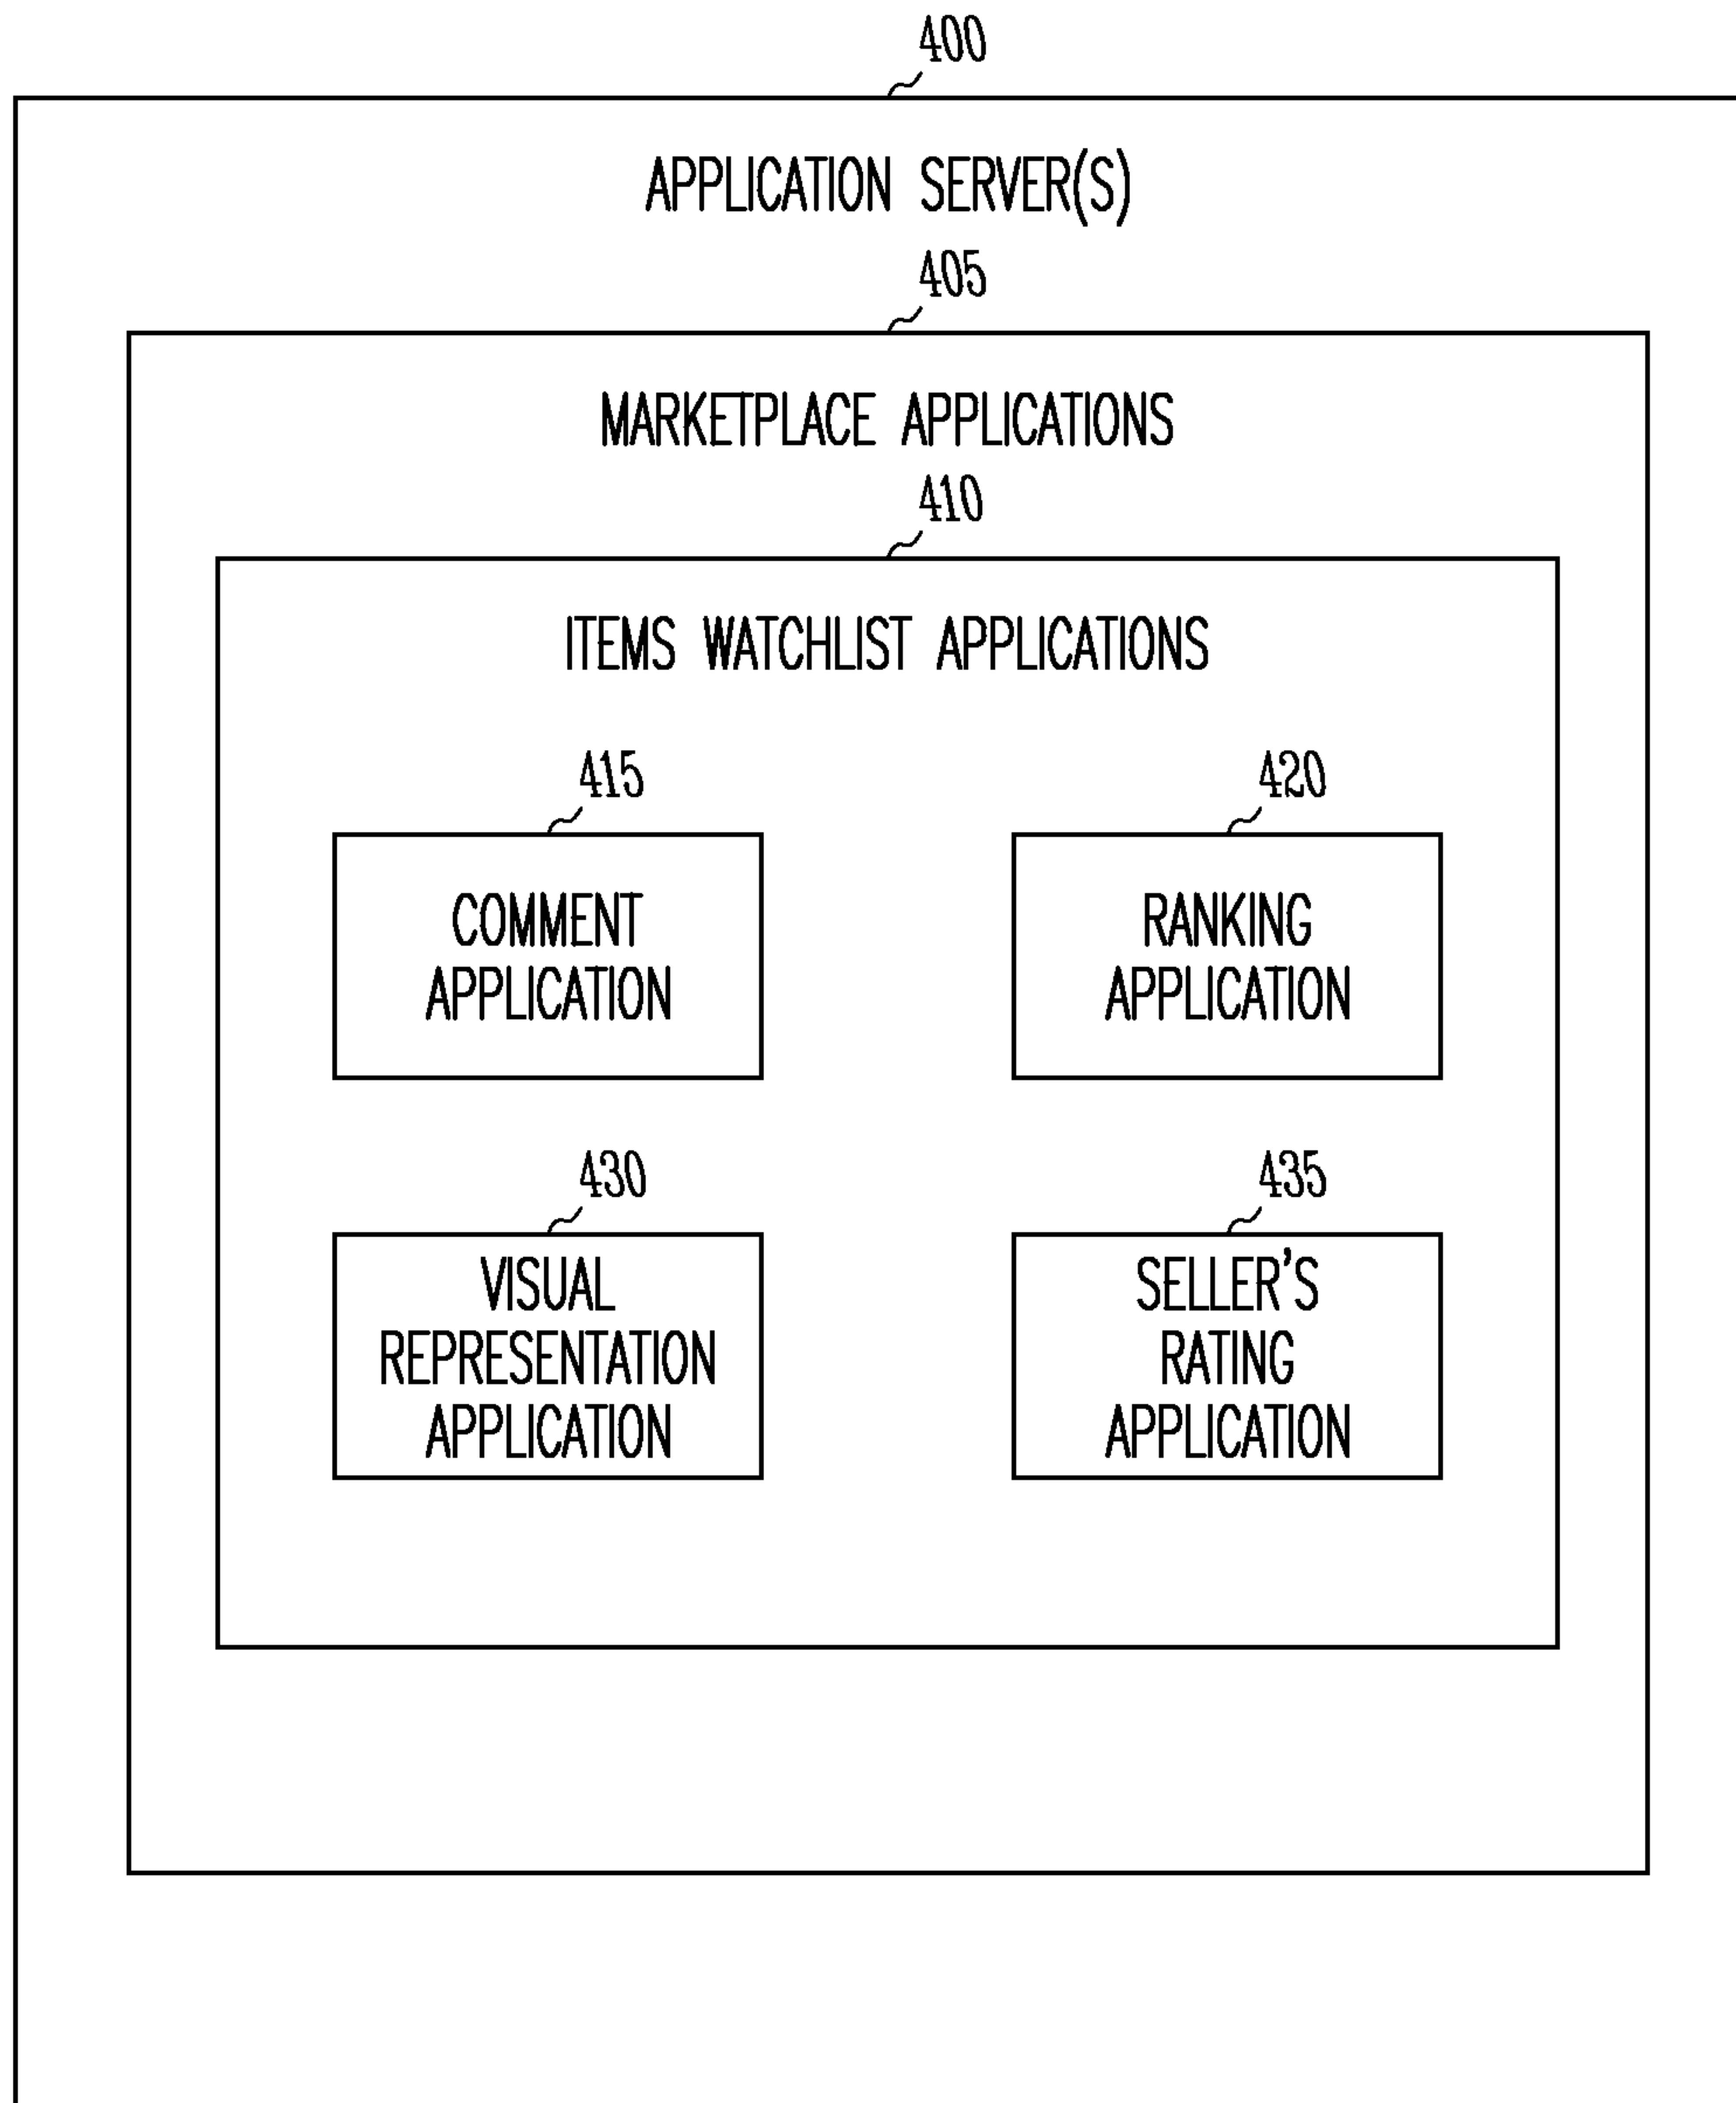 400
APPLICATION SERVER(S)
405
MARKETPLACE APPLICATIONS
410
ITEMS WATCHLIST APPLICATIONS
415
COMMENT
APPLICATION
420
RANKING
APPLICATION
430
VISUAL
REPRESENTATION
APPLICATION
435
SELLER'S
RATING
APPLICATION